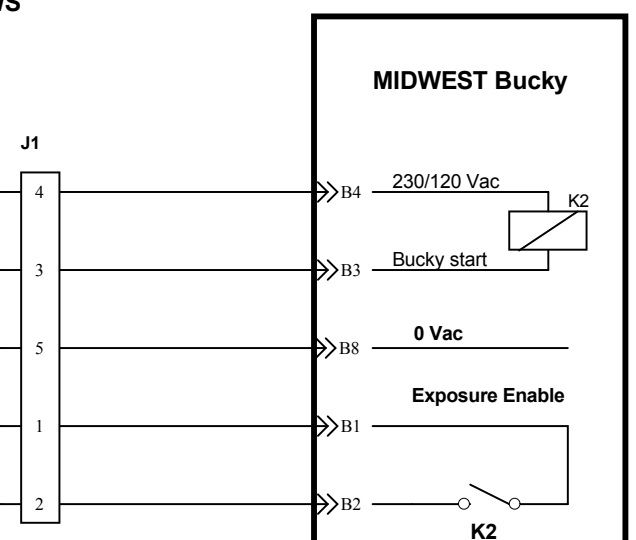 MIDWEST Bucky
J1
4 B4 230/120 Vac
K2
3 B3 Bucky start
5 B8 0 Vac
Exposure Enable
1 B1
2 B2
K2